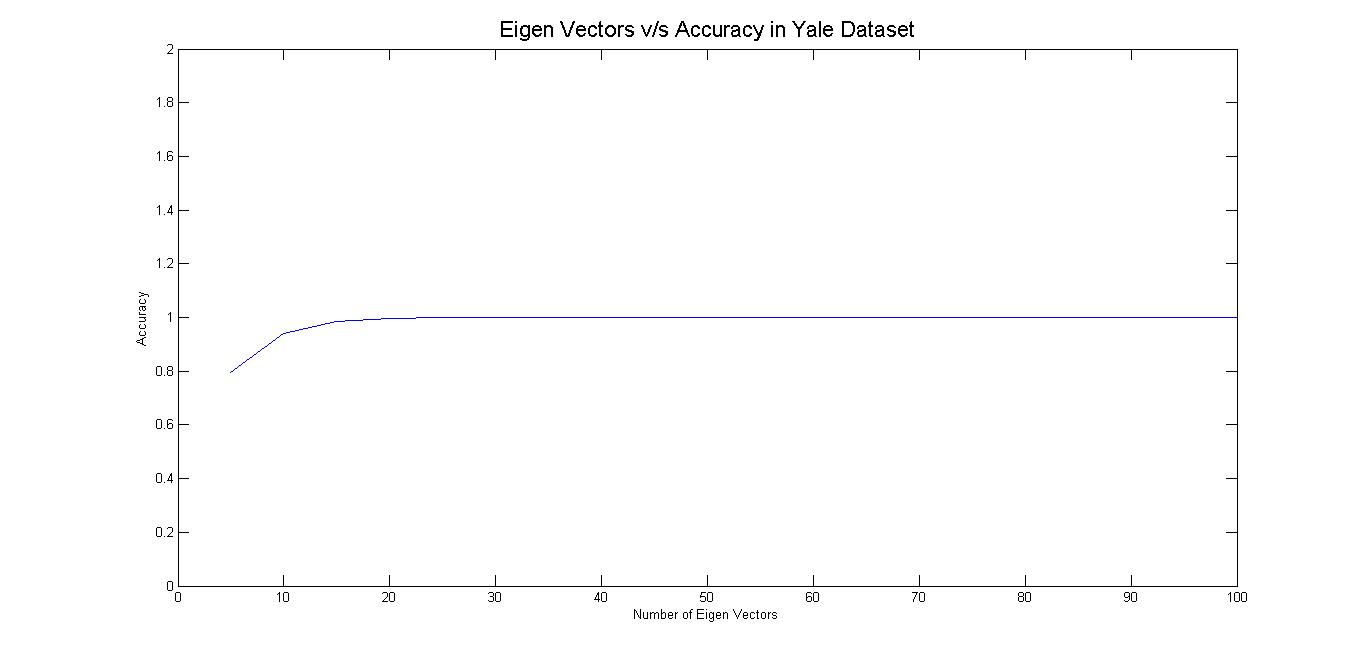 Eigen Vectors v/s Accuracy in Yale Dataset
2
1.8
1.6
1.4
1.2
1
0.8
0.6
0.4
0.2
0
Accuracy
0 10 20 30 40 50 60 70 80 90 100
Number of Eigen Vectors